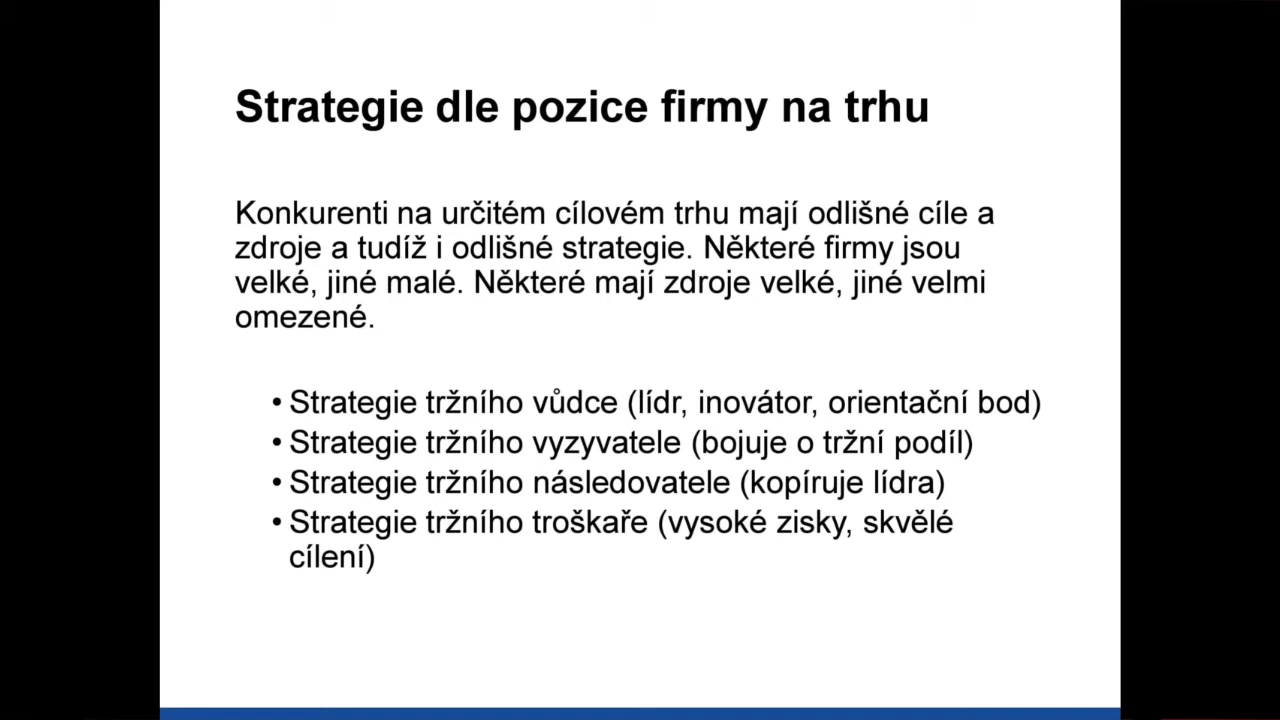 Strategie dle pozice firmy na trhu
Konkurenti na určitém cílovém trhu mají odlišné cíle a
zdroje a tudíž i odlišné strategie. Některé firmy jsou
velké, jiné malé. Některé mají zdroje velké, jiné velmi
omezené.
• Strategie tržního vůdce (lídr, inovátor, orientační bod)
• Strategie tržního vyzyvatele (bojuje o tržní podíl)
• Strategie tržního následovatele (kopíruje lídra)
• Strategie tržního troškaře (vysoké zisky, skvělé
cílení)